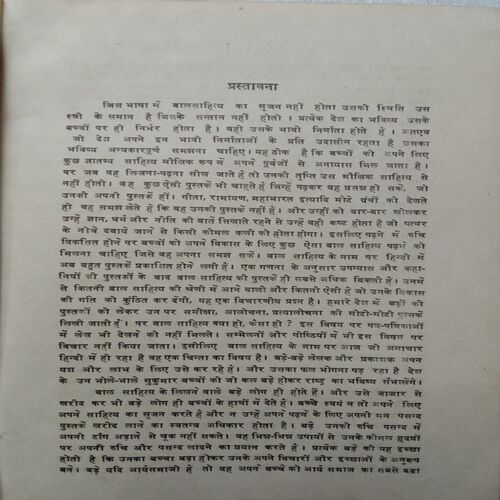 प्रस्तावना
जिस भाषा में बालसाहित्य का सृजन नहीं होता उसकी स्थिति उस
स्त्री के समान है जिसके सन्तान नहीं होती । प्रत्येक देश का भविष्य उसके
बच्चों पर ही निर्भर होता है । वही उसके भावी निर्माता होते हैं । अतएव
जो देश अपने इन भावी निर्माताओं के प्रति उदासीन रहता है उसका
भविष्य अन्धकारपूर्ण समझना चाहिए । यह ठीक है कि बच्चों को अपने लिए
कुछ जातव्य साहित्य मौखिक रूप में अपने पूर्वजों से अनायास मिल जाता है ।
पर जब वह लिखना-पढ़ना सीख जाते हैं तो उनकी तृप्ति उस मौखिक साहित्य से
नहीं होती । वह कुछ ऐसी पुस्तकें भी चाहते हैं जिन्हें पढ़कर वह प्रसन्न हो सकें, जो
उनकी अपनी पुस्तकें हों । गीता, रामायण, महाभारत इत्यादि मोटे ग्रंथों को देखते
ही वह समझ लेते हैं कि वह उनकी पुस्तकें नहीं हैं । और उन्हीं को बार-बार खोलकर
उन्हें ज्ञान, धर्म और नीति की बातें सिखाते रहने से उन्हें वही कष्ट होता है जो पत्थर
के नीचे दबाये जाने से किसी कोमल कली को होता होगा । इसलिए पढ़ने में रुचि
विकसित होने पर बच्चों को अपने विकास के लिए कुछ ऐसा बाल साहित्य पढ़ने को
मिलना चाहिए जिसे वह अपना समझ सकें । बाल साहित्य के नाम पर हिन्दी में
अब बहुत पुस्तकें प्रकाशित होने लगी हैं । एक गणना के अनुसार उपन्यास और कहा-
नियों की पुस्तकों के बाद बाल साहित्य की पुस्तकें ही सबसे अधिक बिकती हैं । उनमें
से कितनी बाल साहित्य की श्रेणी में आने वाली और कितनी ऐसी हैं जो उनके विकास
की गति को कुंठित कर देंगी, यह एक विचारणीय प्रश्न है । हमारे देश में बड़ों की
पुस्तकों को लेकर उन पर समीक्षा, आलोचना, प्रत्यालोचना की मोटी-मोटी पुस्तकें
लिखी जाती हैं । पर बाल साहित्य क्या हो, कैसा हो ? इस विषय पर पत्र-पत्रिकाओं
में लेख भी देखने को नहीं मिलते । सम्मेलनों और गोष्ठियों में भी इस विषय पर
विचार नहीं किया जाता । इसीलिए बाल साहित्य के नाम पर आज जो अनाचार
हिन्दी में हो रहा है वह एक चिन्ता का विषय है । बड़े-बड़े लेखक और प्रकाशक अपने
यश और लाभ के लिए उसे कर रहे हैं । और उसका फल भोगना पड़ रहा है देश
के उन भोले-भाले सुकुमार बच्चों को जो कल बड़े होकर राष्ट्र का भविष्य संभालेंगे ।
बाल साहित्य के लिखने वाले बड़े लोग ही होते हैं । और उसे बाजार से
खरीद कर भी बड़े लोग ही बच्चों के हाथों में देते हैं । बच्चे स्वयं न तो अपने लिए
अपने साहित्य का सृजन करते हैं और न उन्हें अपने पढ़ने के लिए अपनी मन पसन्द
पुस्तकें खरीद लाने का स्वतन्त्र अधिकार होता है । बड़े उनकी रुचि पसन्द में
अपनी टाँग अड़ाने से चूक नहीं सकते । वह भिन्न-भिन्न उपायों से उनके कोमल हृदयों
पर अपनी रुचि और पसन्द लादने का प्रयास करते हैं । प्रत्येक बड़े की यह इच्छा
होती है कि उनका बच्चा बड़ा होकर उनके अपने विचारों और इच्छाओं के अनुरूप
बने । बड़े यदि आर्यसमाजी हैं तो वह अपने बच्चे को आर्य समाज का सबसे बड़ा